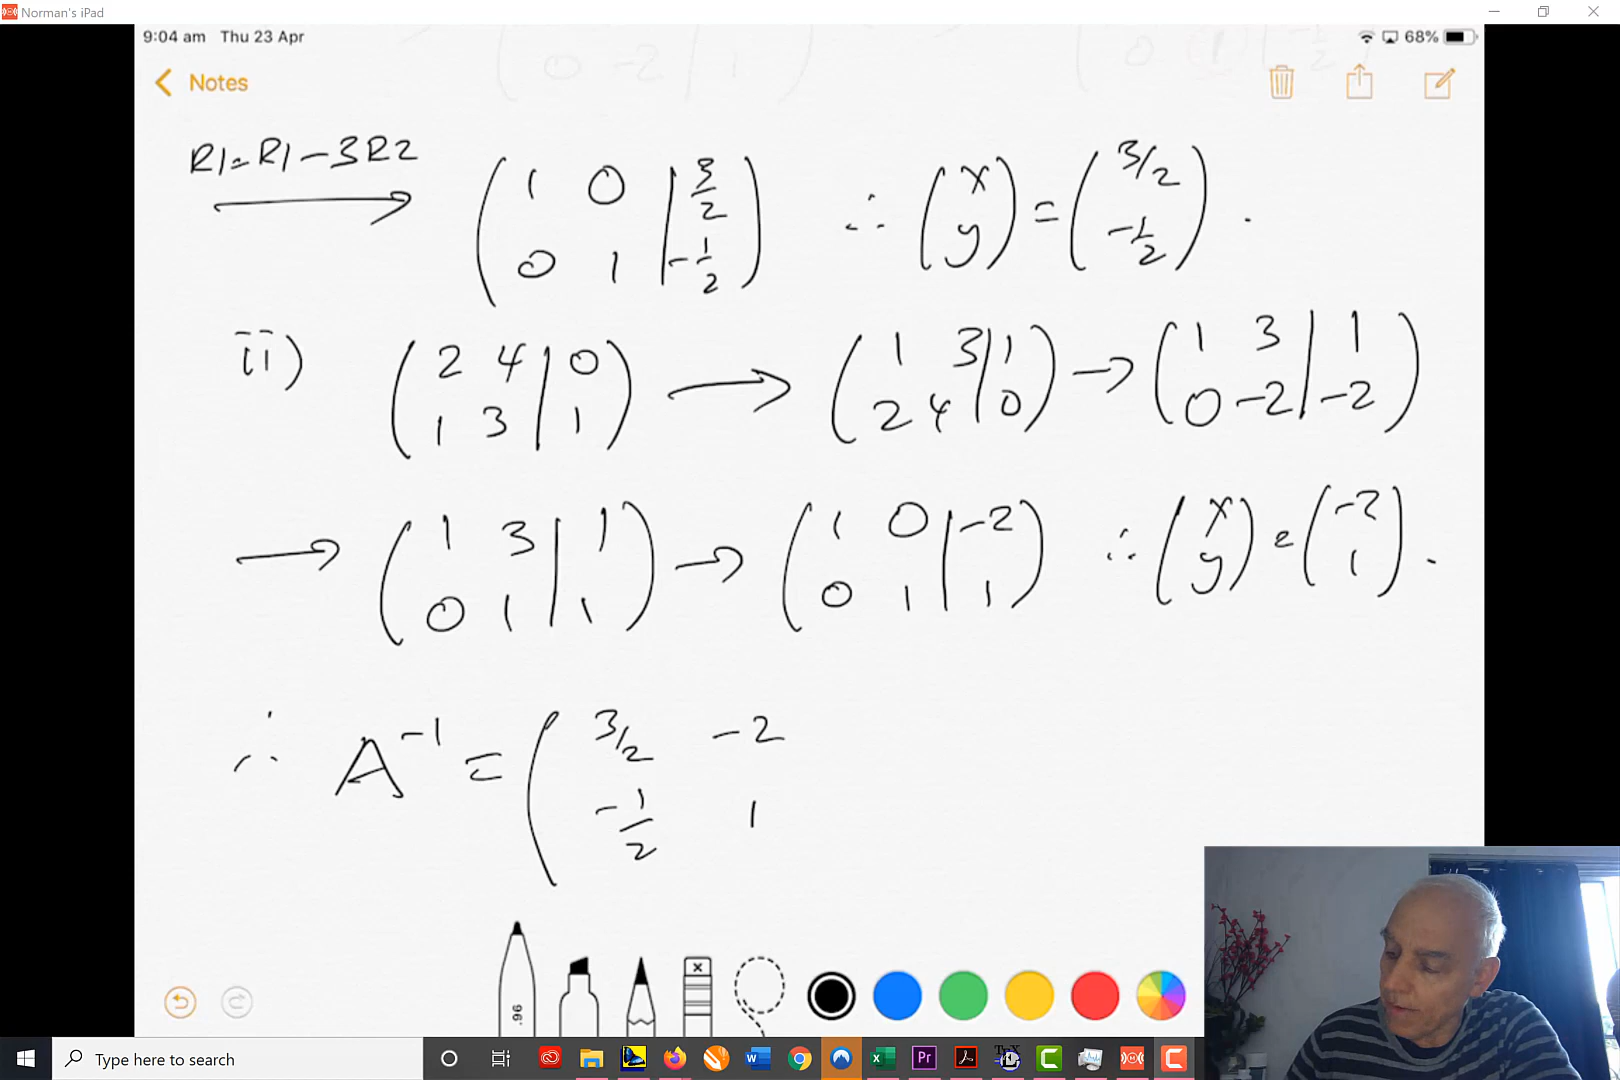 Norman's iPad
9:04 am Thu 23 Apr 68%
Notes
R1=R1-3R2
( 1 0 | 3/2 ) ∴ ( x ) = ( 3/2 ) .
( 0 1 | -1/2 ) ( y ) ( -1/2 )
ii) ( 2 4 | 0 ) → ( 1 3 | 1 ) → ( 1 3 | 1 )
( 1 3 | 1 ) ( 2 4 | 0 ) ( 0 -2 | -2 )
→ ( 1 3 | 1 ) → ( 1 0 | -2 ) ∴ ( x ) = ( -2 ) .
( 0 1 | 1 ) ( 0 1 | 1 ) ( y ) ( 1 )
∴ A^-1 = ( 3/2 -2
-1/2 1
.96
Type here to search